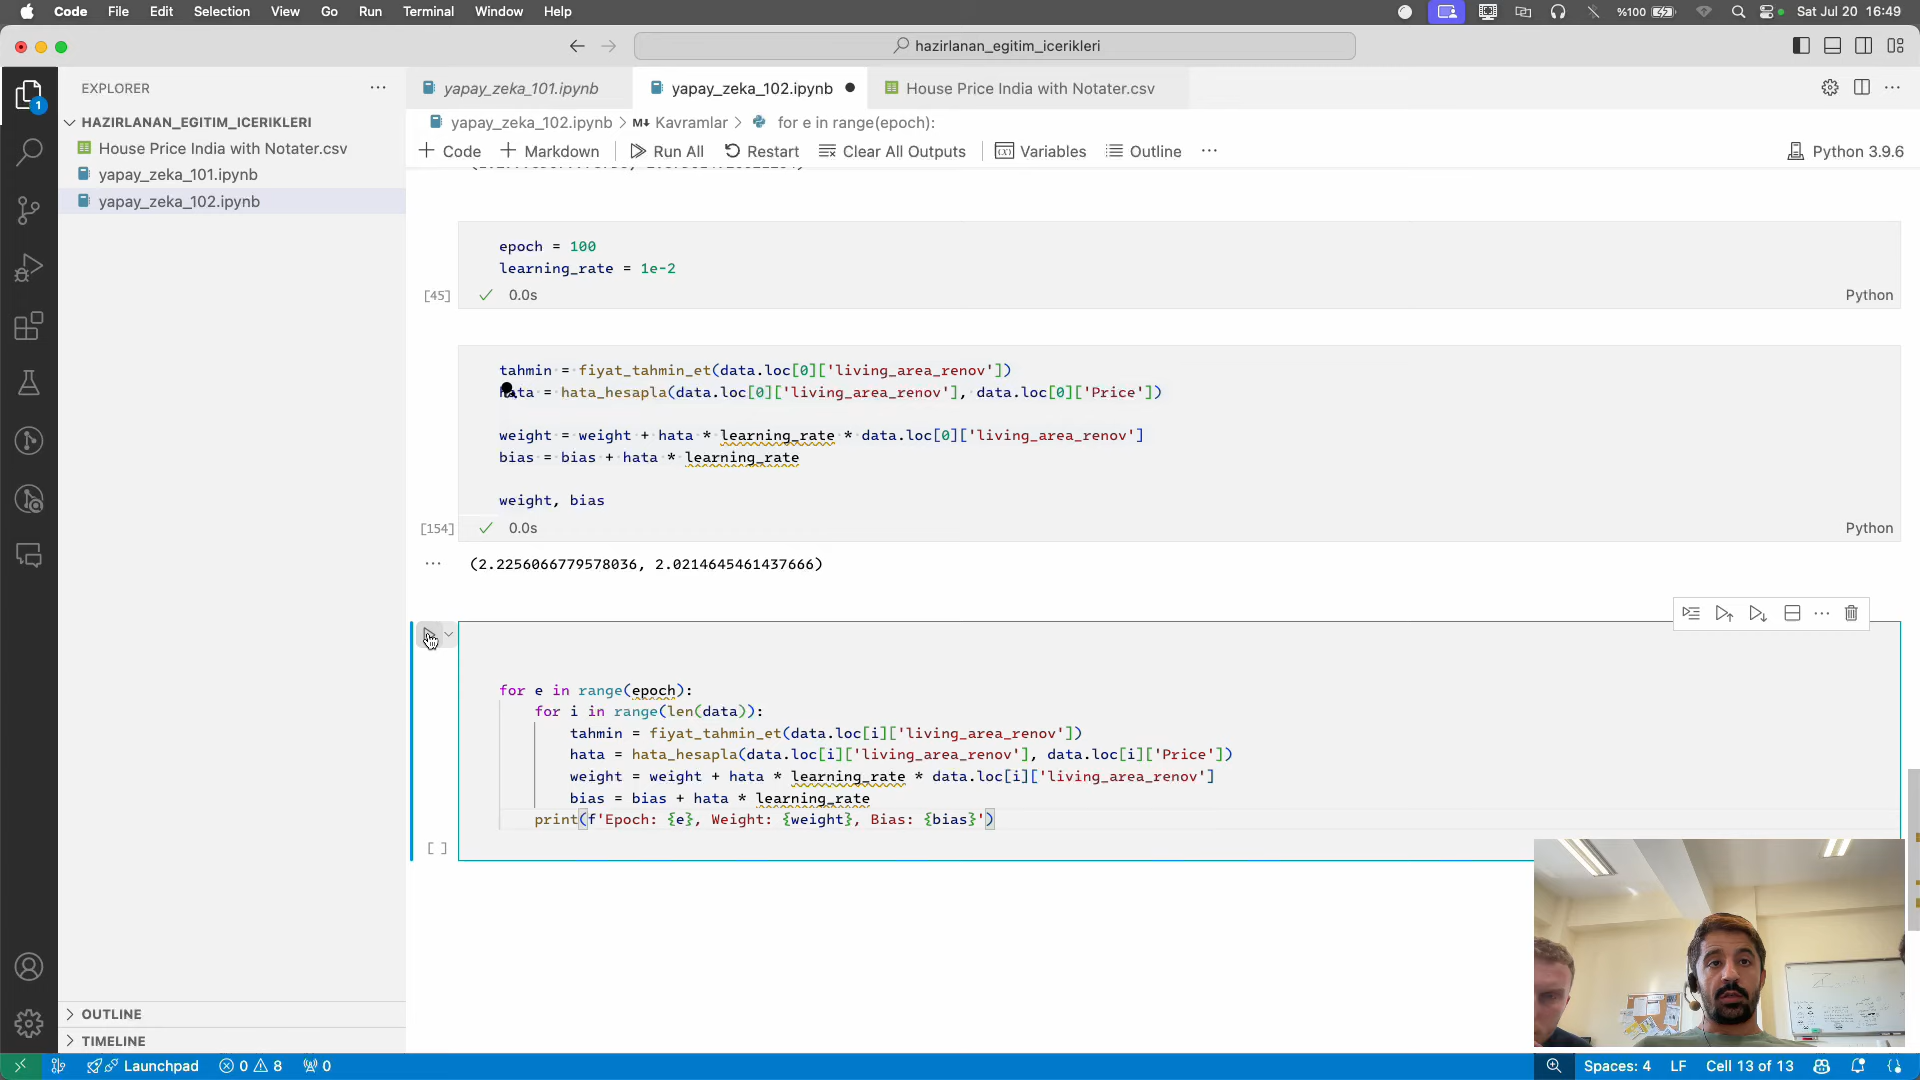 Code File Edit Selection View Go Run Terminal Window Help %100 Sat Jul 20 16:49
hazirlanan_egitim_icerikleri
EXPLORER
yapay_zeka_101.ipynb yapay_zeka_102.ipynb House Price India with Notater.csv
HAZIRLANAN_EGITIM_ICERIKLERI
yapay_zeka_102.ipynb > M↓ Kavramlar > for e in range(epoch):
House Price India with Notater.csv
Code Markdown Run All Restart Clear All Outputs Variables Outline Python 3.9.6
yapay_zeka_101.ipynb
yapay_zeka_102.ipynb
epoch = 100
learning_rate = 1e-2
[45] 0.0s Python
tahmin = fiyat_tahmin_et(data.loc[0]['living_area_renov'])
hata = hata_hesapla(data.loc[0]['living_area_renov'], data.loc[0]['Price'])
weight = weight + hata * learning_rate * data.loc[0]['living_area_renov']
bias = bias + hata * learning_rate
weight, bias
[154] 0.0s Python
(2.2256066779578036, 2.0214645461437666)
for e in range(epoch):
for i in range(len(data)):
tahmin = fiyat_tahmin_et(data.loc[i]['living_area_renov'])
hata = hata_hesapla(data.loc[i]['living_area_renov'], data.loc[i]['Price'])
weight = weight + hata * learning_rate * data.loc[i]['living_area_renov']
bias = bias + hata * learning_rate
print(f'Epoch: {e}, Weight: {weight}, Bias: {bias}')
[ ]
OUTLINE
TIMELINE
Launchpad 0 8 0 Spaces: 4 LF Cell 13 of 13